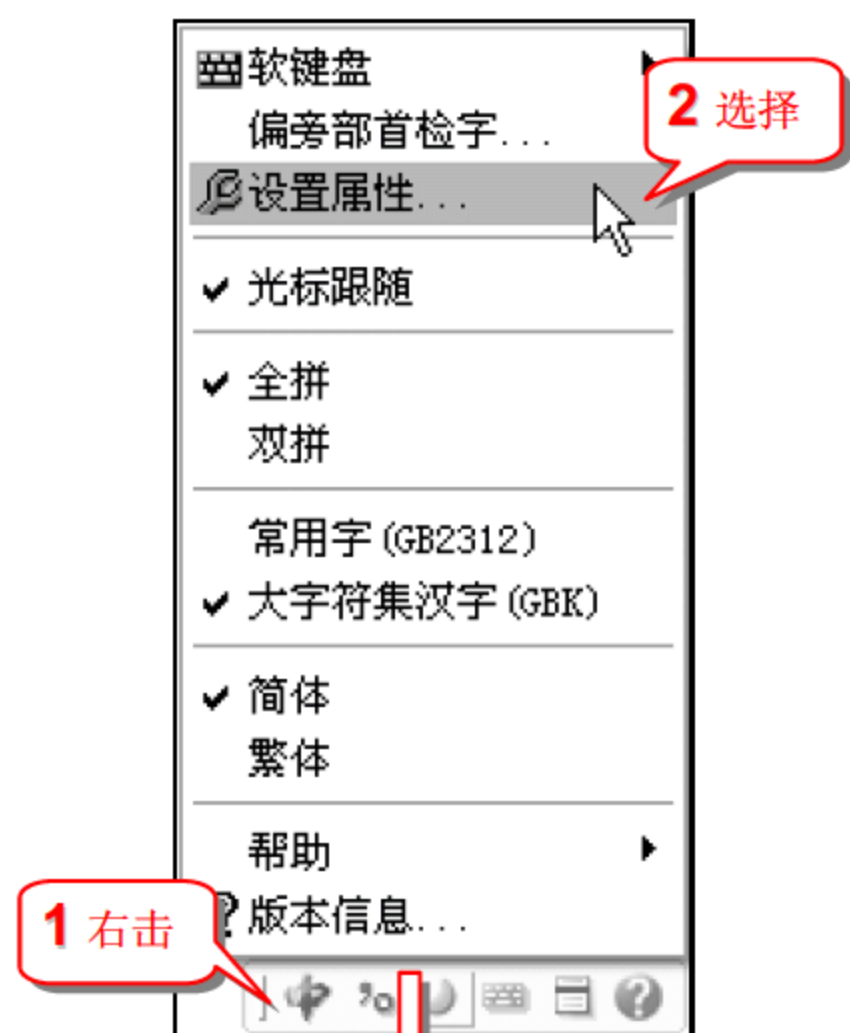 软键盘
2 选择
偏旁部首检字...
设置属性...
光标跟随
全拼
双拼
常用字(GB2312)
大字符集汉字(GBK)
简体
繁体
帮助
1 右击
?版本信息...